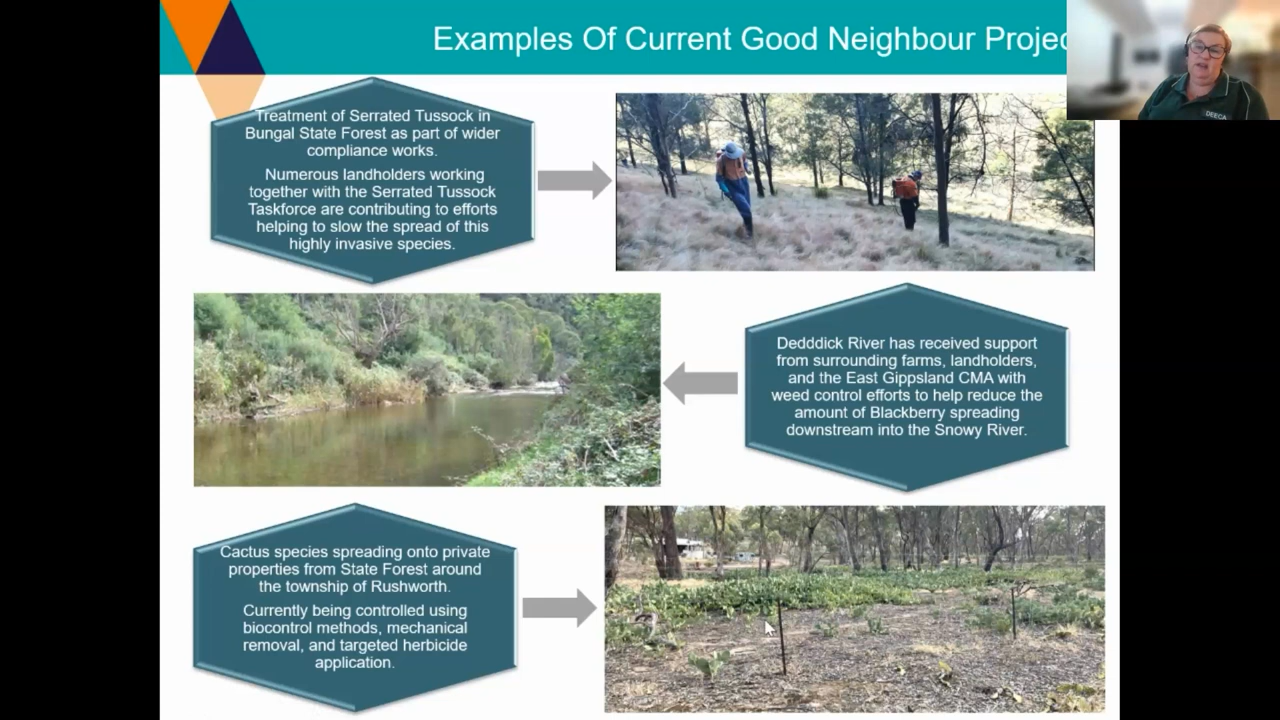 Examples Of Current Good Neighbour Projec
DEECA
Treatment of Serrated Tussock in
Bungal State Forest as part of wider
compliance works.
Numerous landholders working
together with the Serrated Tussock
Taskforce are contributing to efforts
helping to slow the spread of this
highly invasive species.
Dedddick River has received support
from surrounding farms, landholders,
and the East Gippsland CMA with
weed control efforts to help reduce the
amount of Blackberry spreading
downstream into the Snowy River.
Cactus species spreading onto private
properties from State Forest around
the township of Rushworth.
Currently being controlled using
biocontrol methods, mechanical
removal, and targeted herbicide
application.